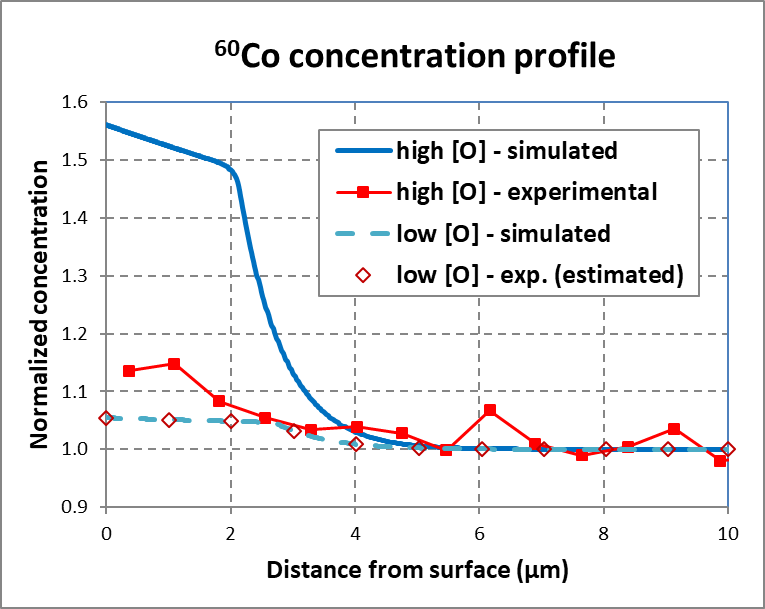 ⁶⁰Co concentration profile
Normalized concentration
1.6
1.5
1.4
1.3
1.2
1.1
1.0
0.9
high [O] - simulated
high [O] - experimental
low [O] - simulated
low [O] - exp. (estimated)
0 2 4 6 8 10
Distance from surface (µm)